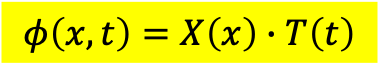 ϕ(x, t) = X(x) · T(t)